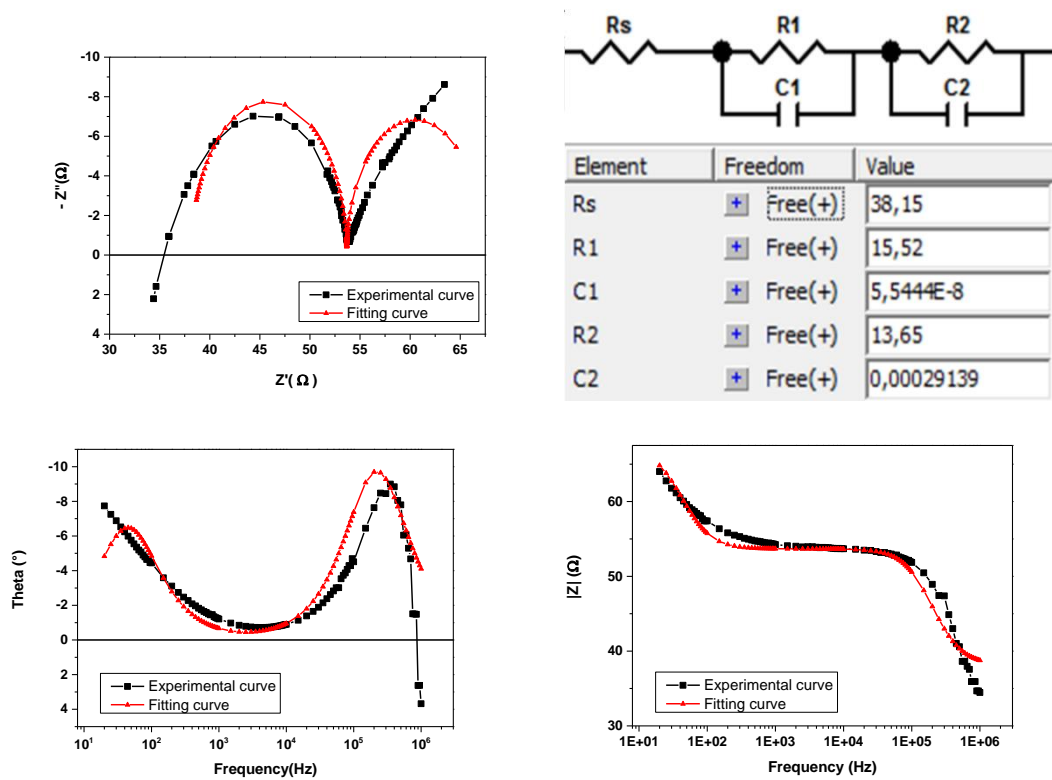 -10
-8
-6
-4
-2
0
2
4
- Z''(Ω)
Experimental curve
Fitting curve
30 35 40 45 50 55 60 65
Z'( Ω )
Rs R1 R2
C1 C2
Element Freedom Value
Rs + Free(+) 38,15
R1 + Free(+) 15,52
C1 + Free(+) 5,5444E-8
R2 + Free(+) 13,65
C2 + Free(+) 0,00029139
-10
-8
-6
-4
-2
0
2
4
Theta (°)
Experimental curve
Fitting curve
10¹ 10² 10³ 10⁴ 10⁵ 10⁶
Frequency(Hz)
60
50
40
30
|Z| (Ω)
Experimental curve
Fitting curve
1E+01 1E+02 1E+03 1E+04 1E+05 1E+06
Frequency (Hz)